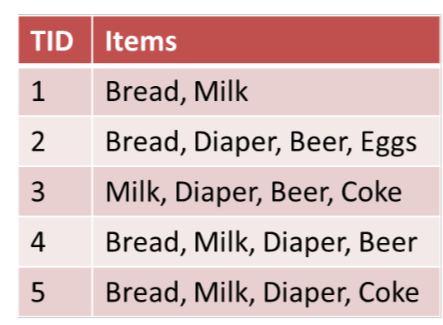 TID Items
1 Bread, Milk
2 Bread, Diaper, Beer, Eggs
3 Milk, Diaper, Beer, Coke
4 Bread, Milk, Diaper, Beer
5 Bread, Milk, Diaper, Coke